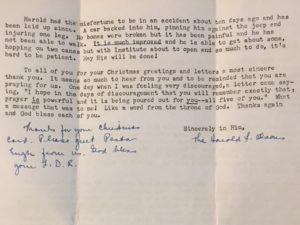 Harold had the misfortune to be in an accident about ten days ago and has
been laid up since. A car backed into him, pinning him against the jeep and
injuring one leg. No bones were broken but it has been painful and he has
not been able to walk. It is much improved and he is able to get about some,
hopping on two canes but with Institute about to open and so much to do, it's
hard to be patient. May His will be done!
To all of you for your Christmas greetings and letters a most sincere
thank you. It means so much to hear from you and to be reminded that you are
praying for us. One day when I was feeling very discouraged, a letter came say-
ing, "I hope in the days of discouragement that you will remember exactly that,
prayer is powerful and it is being poured out for you--all five of you." What
a message that was to me! Like a word from the throne of God. Thanks again
and God bless each of you.
Sincerely in Him,
The Harold L.
Thanks for your Christmas
card. Please greet Pastor
from us. God bless
your